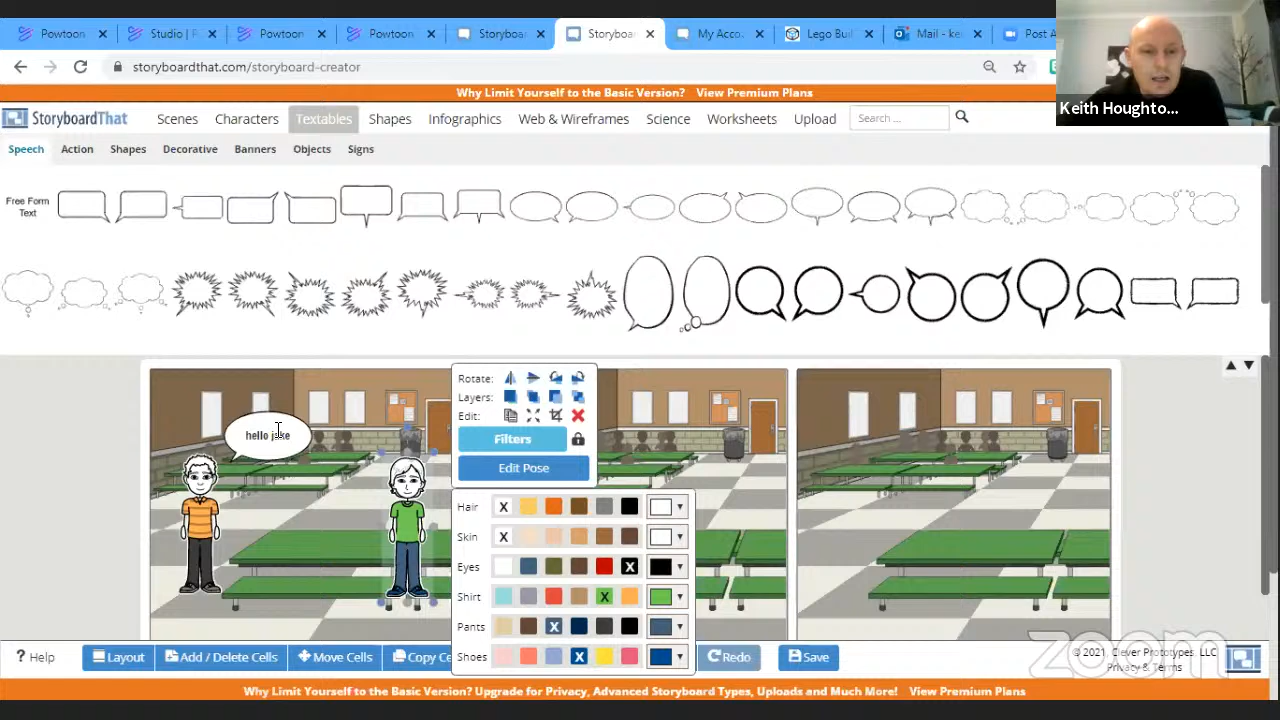 Powtoon
Studio | P
Powtoon
Powtoon
Storyboa
Storyboa
My Acco
Lego Buil
Mail - kei
Post A
storyboardthat.com/storyboard-creator
Keith Houghto...
Why Limit Yourself to the Basic Version? View Premium Plans
StoryboardThat
Scenes
Characters
Textables
Shapes
Infographics
Web & Wireframes
Science
Worksheets
Upload
Search ...
Speech
Action
Shapes
Decorative
Banners
Objects
Signs
Free Form
Text
hello jake
Rotate:
Layers:
Edit:
Filters
Edit Pose
Hair
Skin
Eyes
Shirt
Pants
Shoes
? Help
Layout
Add / Delete Cells
Move Cells
Copy Ce
Redo
Save
zoom
© 2021, Clever Prototypes, LLC
Privacy & Terms
Why Limit Yourself to the Basic Version? Upgrade for Privacy, Advanced Storyboard Types, Uploads and Much More! View Premium Plans